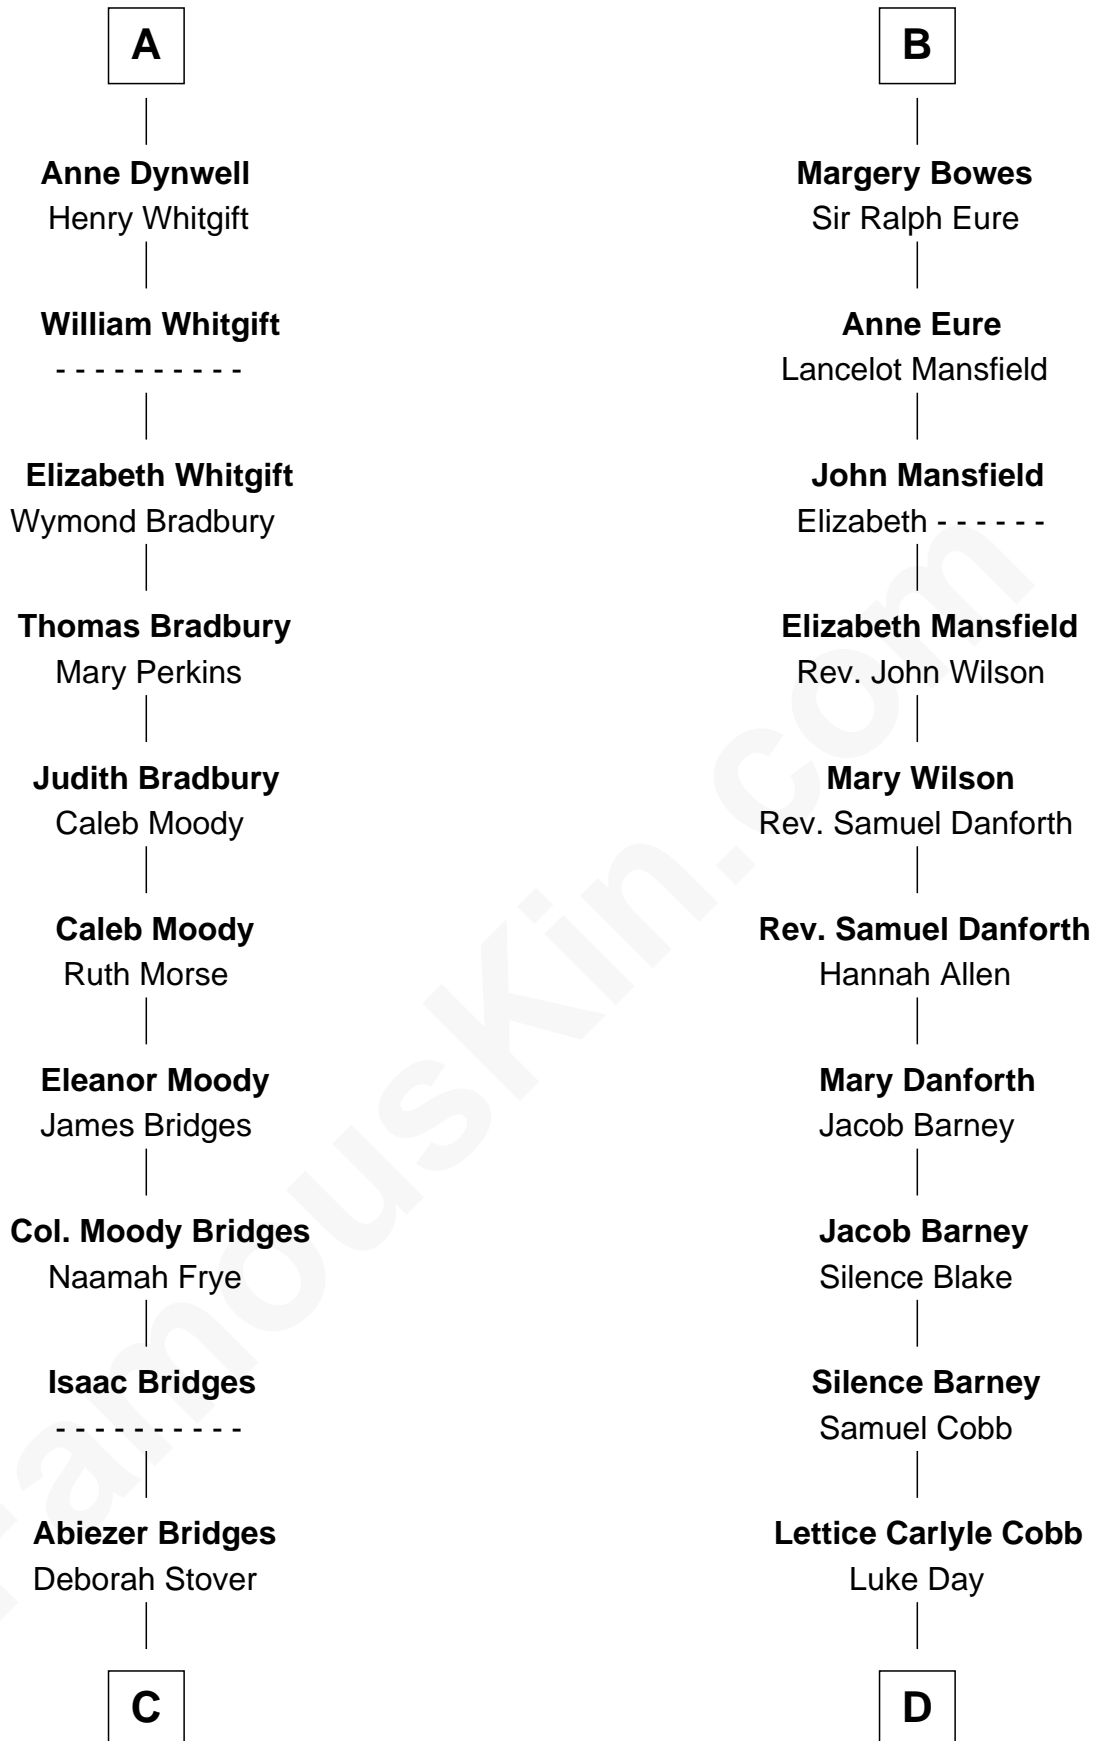 A
Anne Dynwell
Henry Whitgift
William Whitgift
- - - - - - - - - -
Elizabeth Whitgift
Wymond Bradbury
Thomas Bradbury
Mary Perkins
Judith Bradbury
Caleb Moody
Caleb Moody
Ruth Morse
Eleanor Moody
James Bridges
Col. Moody Bridges
Naamah Frye
Isaac Bridges
- - - - - - - - - -
Abiezer Bridges
Deborah Stover
C
B
Margery Bowes
Sir Ralph Eure
Anne Eure
Lancelot Mansfield
John Mansfield
Elizabeth - - - - - -
Elizabeth Mansfield
Rev. John Wilson
Mary Wilson
Rev. Samuel Danforth
Rev. Samuel Danforth
Hannah Allen
Mary Danforth
Jacob Barney
Jacob Barney
Silence Blake
Silence Barney
Samuel Cobb
Lettice Carlyle Cobb
Luke Day
D
FamousKin.com